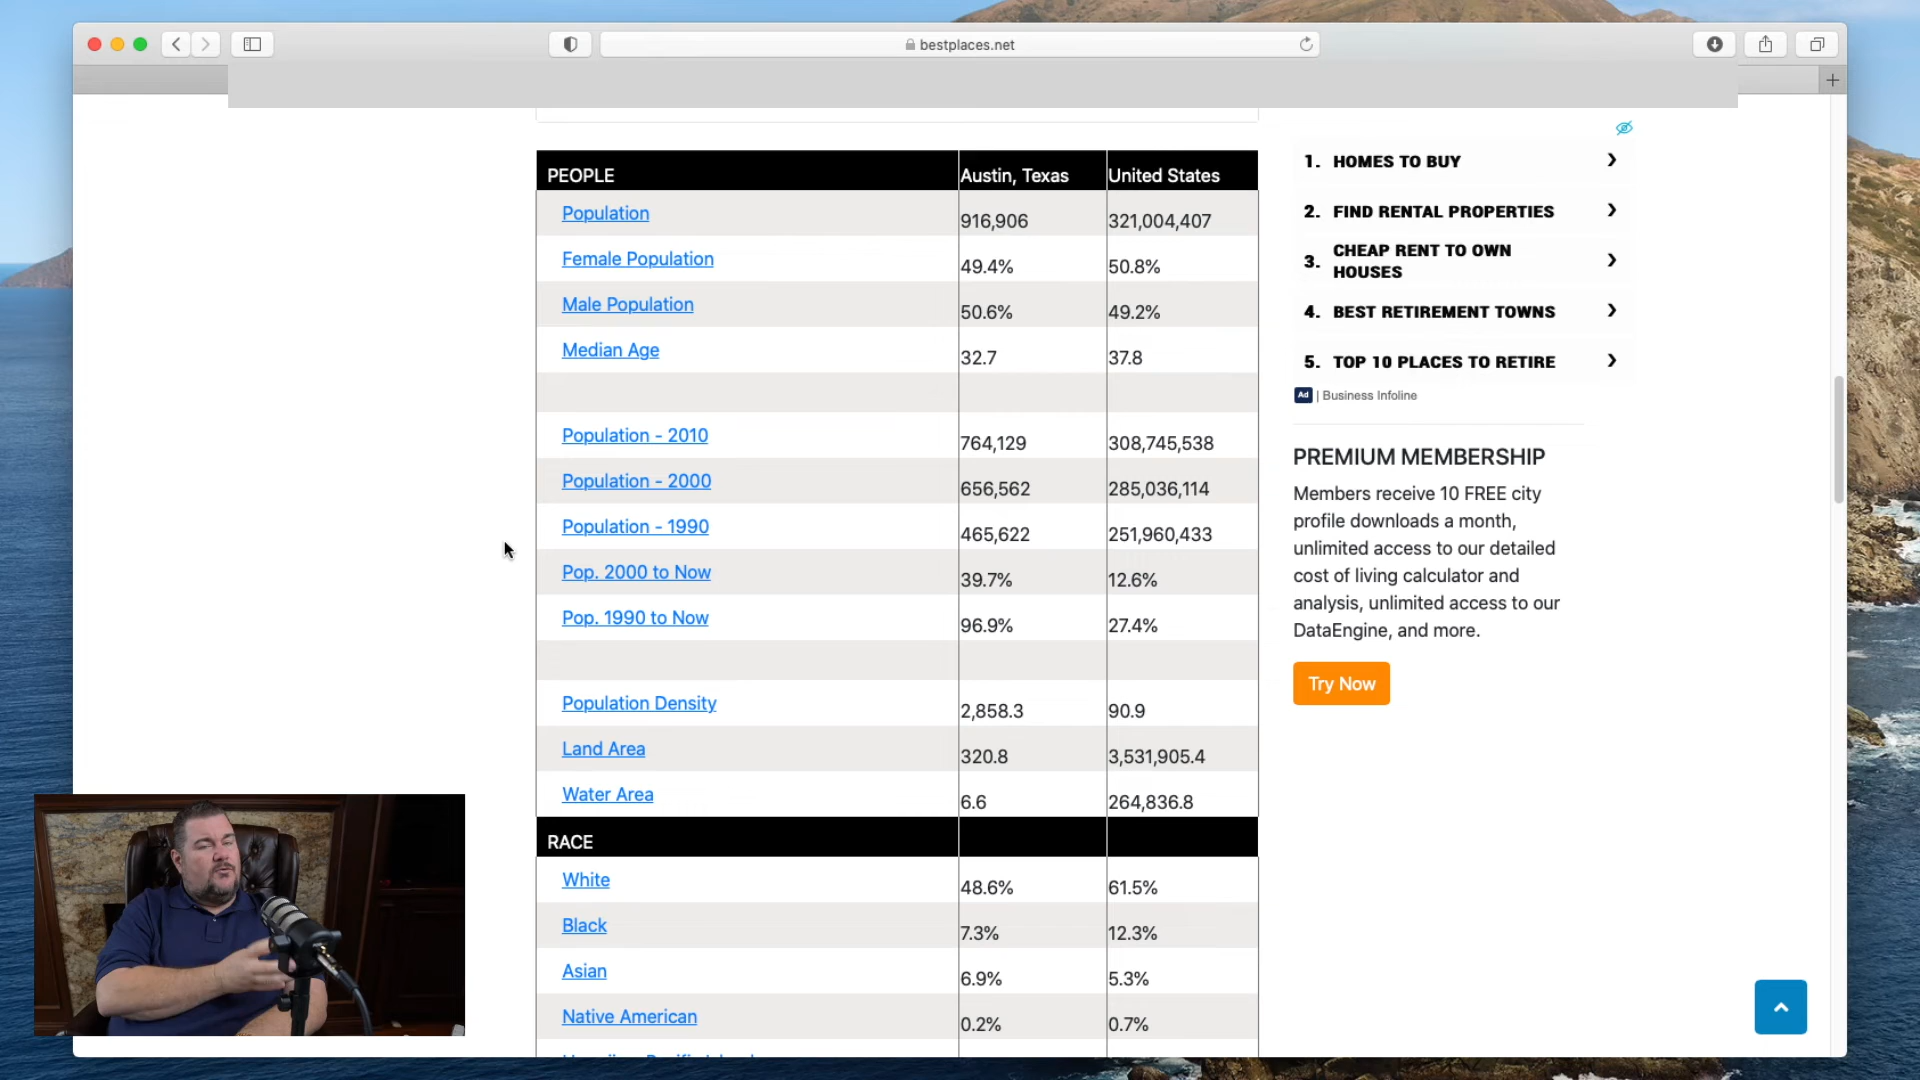 bestplaces.net
PEOPLE Austin, Texas United States
Population 916,906 321,004,407
Female Population 49.4% 50.8%
Male Population 50.6% 49.2%
Median Age 32.7 37.8
Population - 2010 764,129 308,745,538
Population - 2000 656,562 285,036,114
Population - 1990 465,622 251,960,433
Pop. 2000 to Now 39.7% 12.6%
Pop. 1990 to Now 96.9% 27.4%
Population Density 2,858.3 90.9
Land Area 320.8 3,531,905.4
Water Area 6.6 264,836.8
RACE
White 48.6% 61.5%
Black 7.3% 12.3%
Asian 6.9% 5.3%
Native American 0.2% 0.7%
1. HOMES TO BUY
2. FIND RENTAL PROPERTIES
3. CHEAP RENT TO OWN
HOUSES
4. BEST RETIREMENT TOWNS
5. TOP 10 PLACES TO RETIRE
Ad | Business Infoline
PREMIUM MEMBERSHIP
Members receive 10 FREE city
profile downloads a month,
unlimited access to our detailed
cost of living calculator and
analysis, unlimited access to our
DataEngine, and more.
Try Now